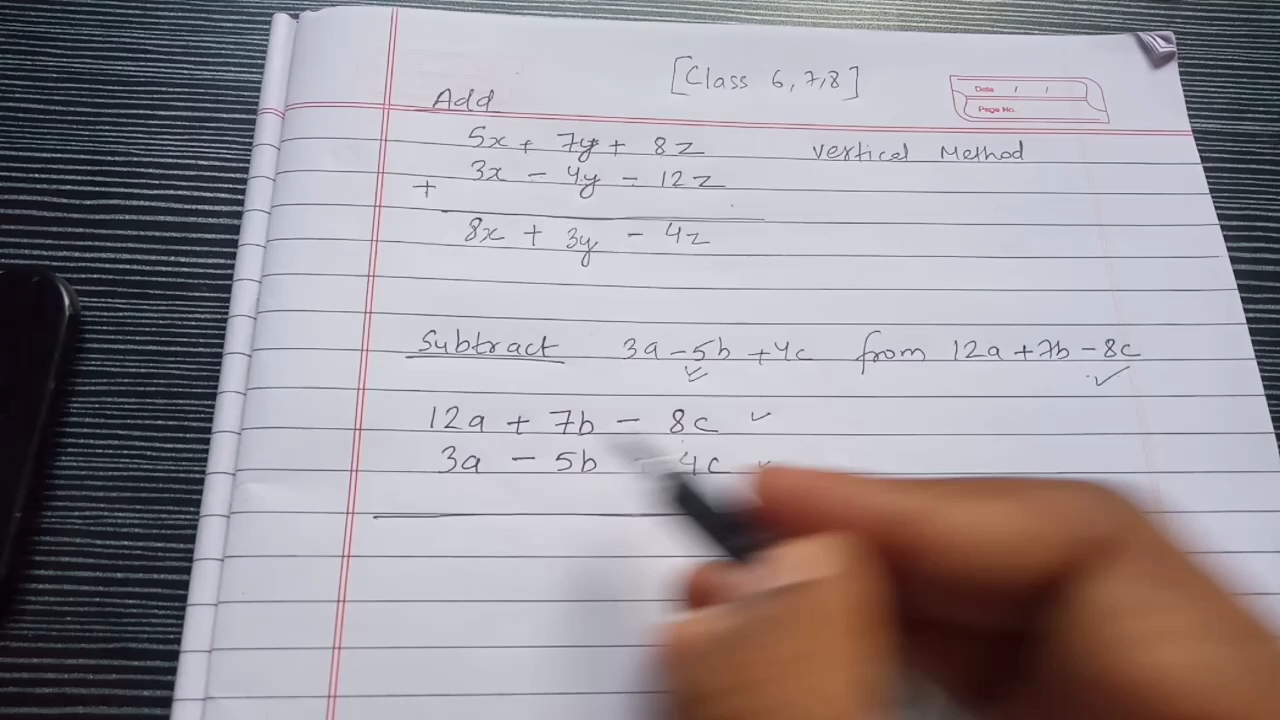 [Class 6, 7, 8]
Date / /
Page No.
Add
5x + 7y + 8z
Vertical Method
+ 3x - 4y - 12z
8x + 3y - 4z
Subtract 3a - 5b + 4c from 12a + 7b - 8c
12a + 7b - 8c
3a - 5b - 4c